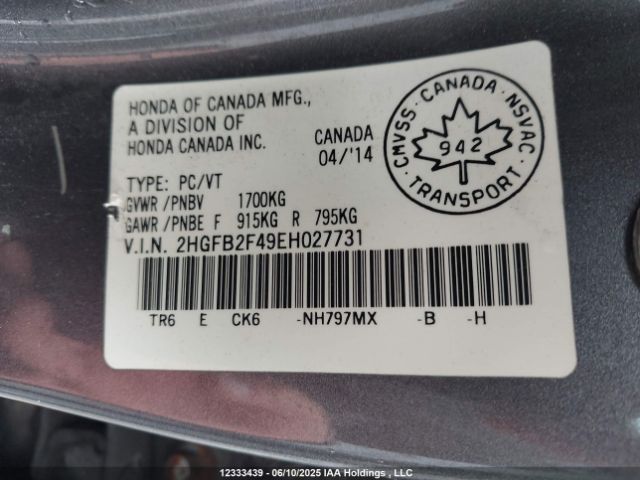 HONDA OF CANADA MFG.,
A DIVISION OF
HONDA CANADA INC.
CANADA
04/'14
CMVSS · CANADA · NSVAC
942
TRANSPORT
TYPE: PC/VT
GVWR /PNBV 1700KG
GAWR /PNBE F 915KG R 795KG
V.I.N. 2HGFB2F49EH027731
TR6 E CK6 -NH797MX -B -H
12333439 - 06/10/2025 IAA Holdings , LLC